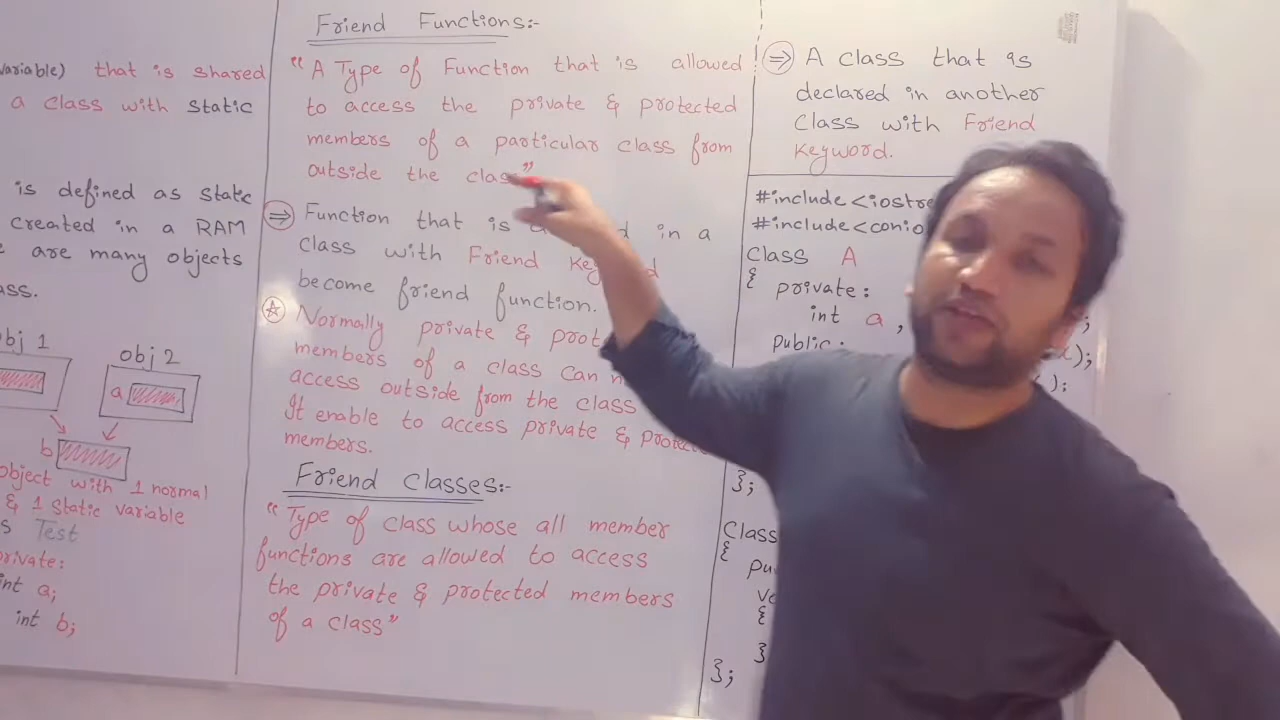 variable) that is shared
a class with static
is defined as static
created in a RAM
are many objects
obj 1
obj 2
a
b
object with 1 normal
& 1 static variable
Test
private:
int a;
int b;
Friend Functions:-
"A Type of Function that is allowed
to access the private & protected
members of a particular class from
outside the class"
⇒ Function that is in a
class with Friend
become friend function.
☆ Normally private &
members of a class can
access outside from the class
It enable to access private &
members.
Friend classes:-
"Type of class whose all member
functions are allowed to access
the private & protected members
of a class"
⇒ A class that is
declared in another
class with Friend
keyword.
#include<iostre
#include<conio
Class A
{ private:
int a, ;
Public:
);
);
};
Class
{
{
}
};